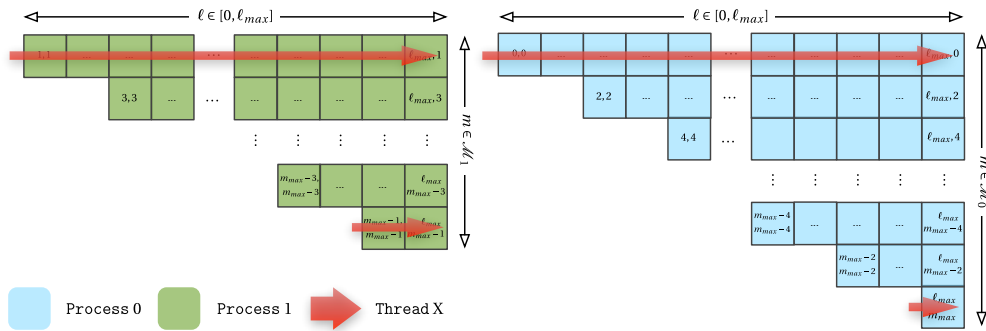 ℓ ∈ [0, ℓmax]
1,1 ... ℓmax,1
3,3 ... ... ... ... ... ... ℓmax,3
⋮ ⋮ ⋮ ⋮ ⋮
mmax−3, mmax−3 ... ... ℓmax mmax−3
mmax−1, mmax−1 ℓmax mmax−1
m ∈ ℳ1
ℓ ∈ [0, ℓmax]
0,0 ... ℓmax,0
2,2 ... ... ... ... ... ... ... ℓmax,2
4,4 ... ℓmax,4
⋮ ⋮ ⋮ ⋮ ⋮
mmax−4 mmax−4 ... ... ... ℓmax mmax−4
mmax−2 mmax−2 ... ℓmax mmax−2
ℓmax mmax
m ∈ ℳ0
Process 0 Process 1 Thread X